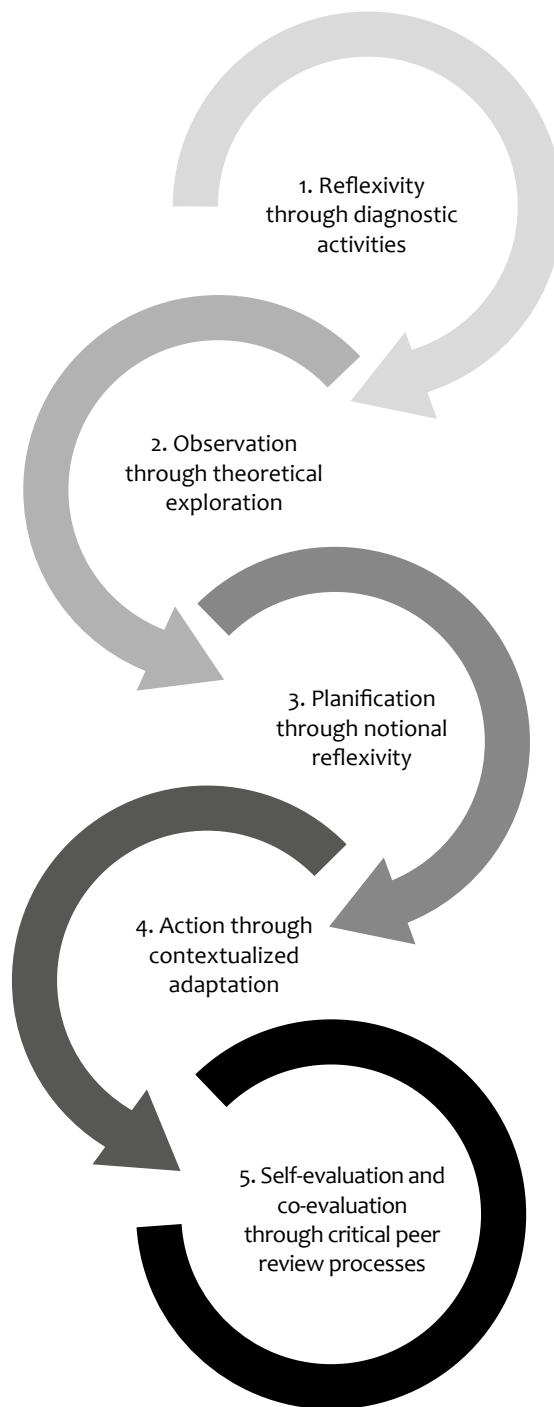 1. Reflexivity
through diagnostic
activities
2. Observation
through theoretical
exploration
3. Planification
through notional
reflexivity
4. Action through
contextualized
adaptation
5. Self-evaluation and
co-evaluation
through critical peer
review processes